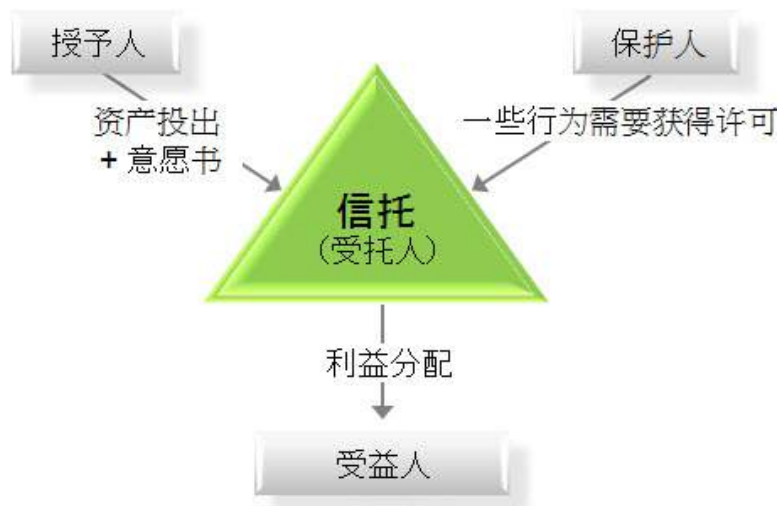 授予人
保护人
资产投出
+ 意愿书
一些行为需要获得许可
信托
(受托人)
利益分配
受益人